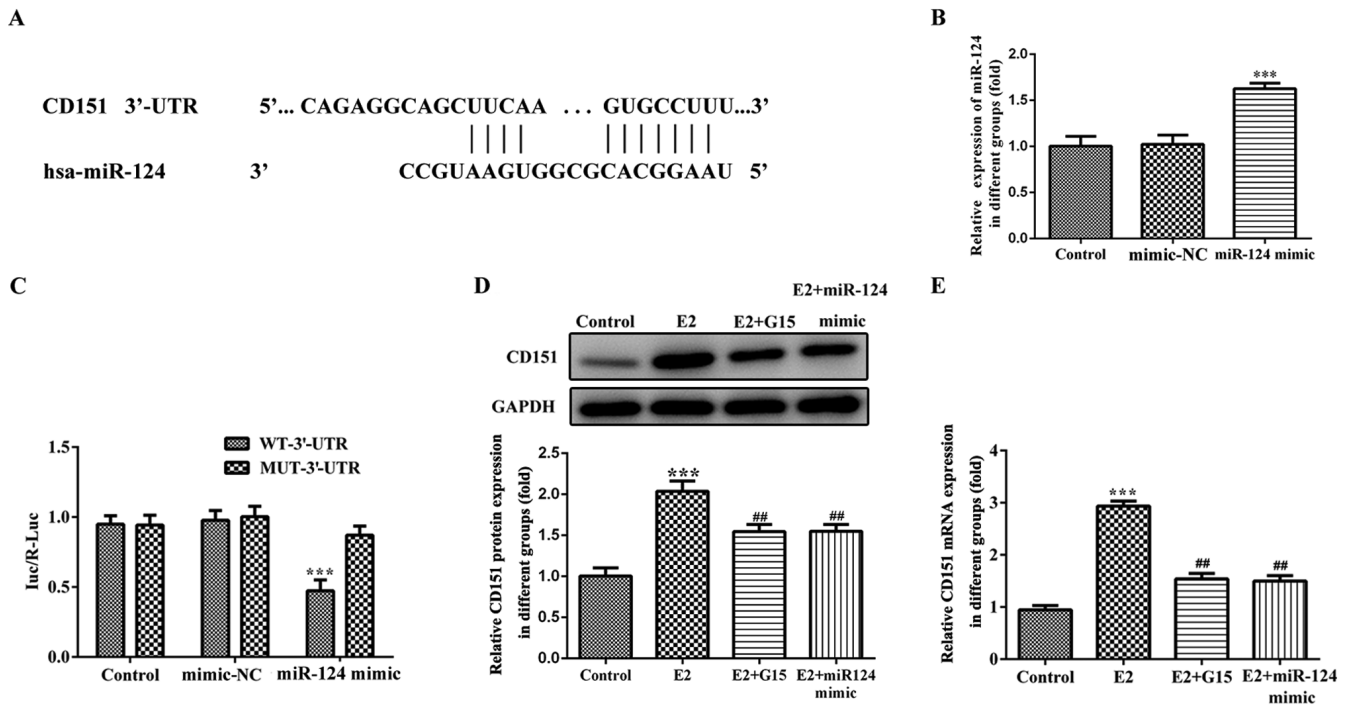 A
CD151 3’-UTR 5’... CAGAGGCAGCUUCAA ... GUGCCUUU...3’
hsa-miR-124 3’ CCGUAAGUGGCGCACGGAAU 5’
B
Relative expression of miR-124
in different groups (fold)
2.0
1.5
1.0
0.5
0.0
***
Control mimic-NC miR-124 mimic
C
Iuc/R-Luc
1.5
1.0
0.5
0.0
WT-3'-UTR
MUT-3'-UTR
***
Control mimic-NC miR-124 mimic
D
E2+miR-124
Control E2 E2+G15 mimic
CD151
GAPDH
Relative CD151 protein expression
in different groups (fold)
2.5
2.0
1.5
1.0
0.5
0.0
***
##
##
Control E2 E2+G15 E2+miR124
mimic
E
Relative CD151 mRNA expression
in different groups (fold)
4
3
2
1
0
***
##
##
Control E2 E2+G15 E2+miR-124
mimic